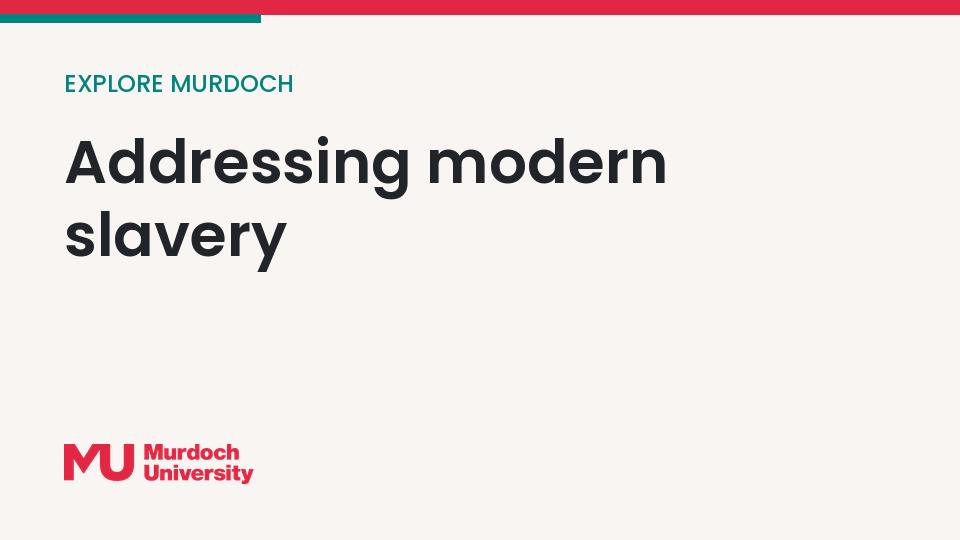 EXPLORE MURDOCH
Addressing modern
slavery
MU Murdoch
University